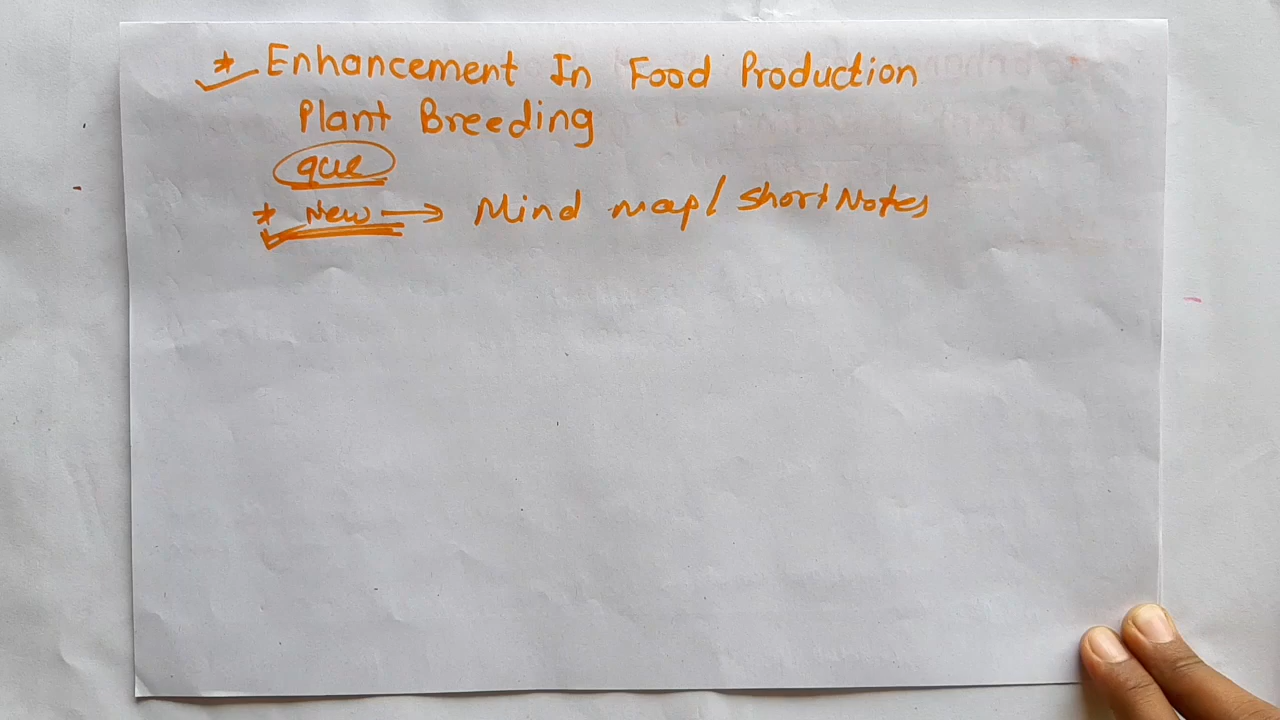 * Enhancement In Food Production
Plant Breeding
que
* New → Mind map/ short Notes